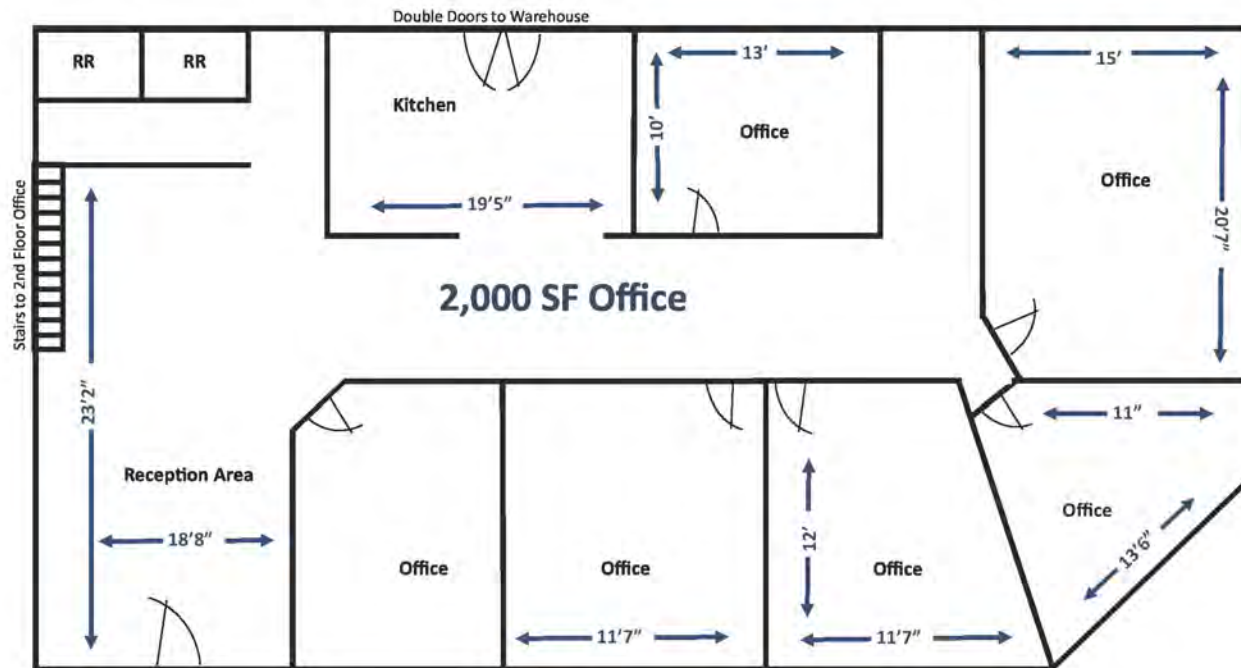 Double Doors to Warehouse
RR
RR
Kitchen
13'
10'
Office
15'
Office
20'7"
19'5"
Stairs to 2nd Floor Office
2,000 SF Office
23'2"
11"
Reception Area
Office
13'6"
18'8"
12'
Office
Office
Office
11'7"
11'7"